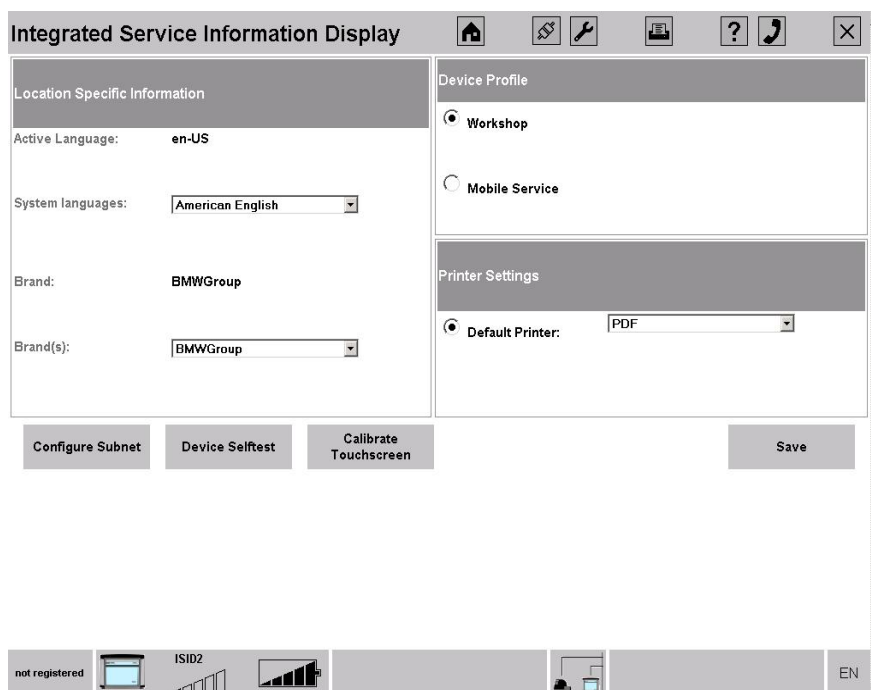 Integrated Service Information Display
?
Location Specific Information
Active Language: en-US
System languages: American English
Brand: BMWGroup
Brand(s): BMWGroup
Device Profile
Workshop
Mobile Service
Printer Settings
Default Printer: PDF
Configure Subnet
Device Selftest
Calibrate
Touchscreen
Save
not registered
ISID2
EN